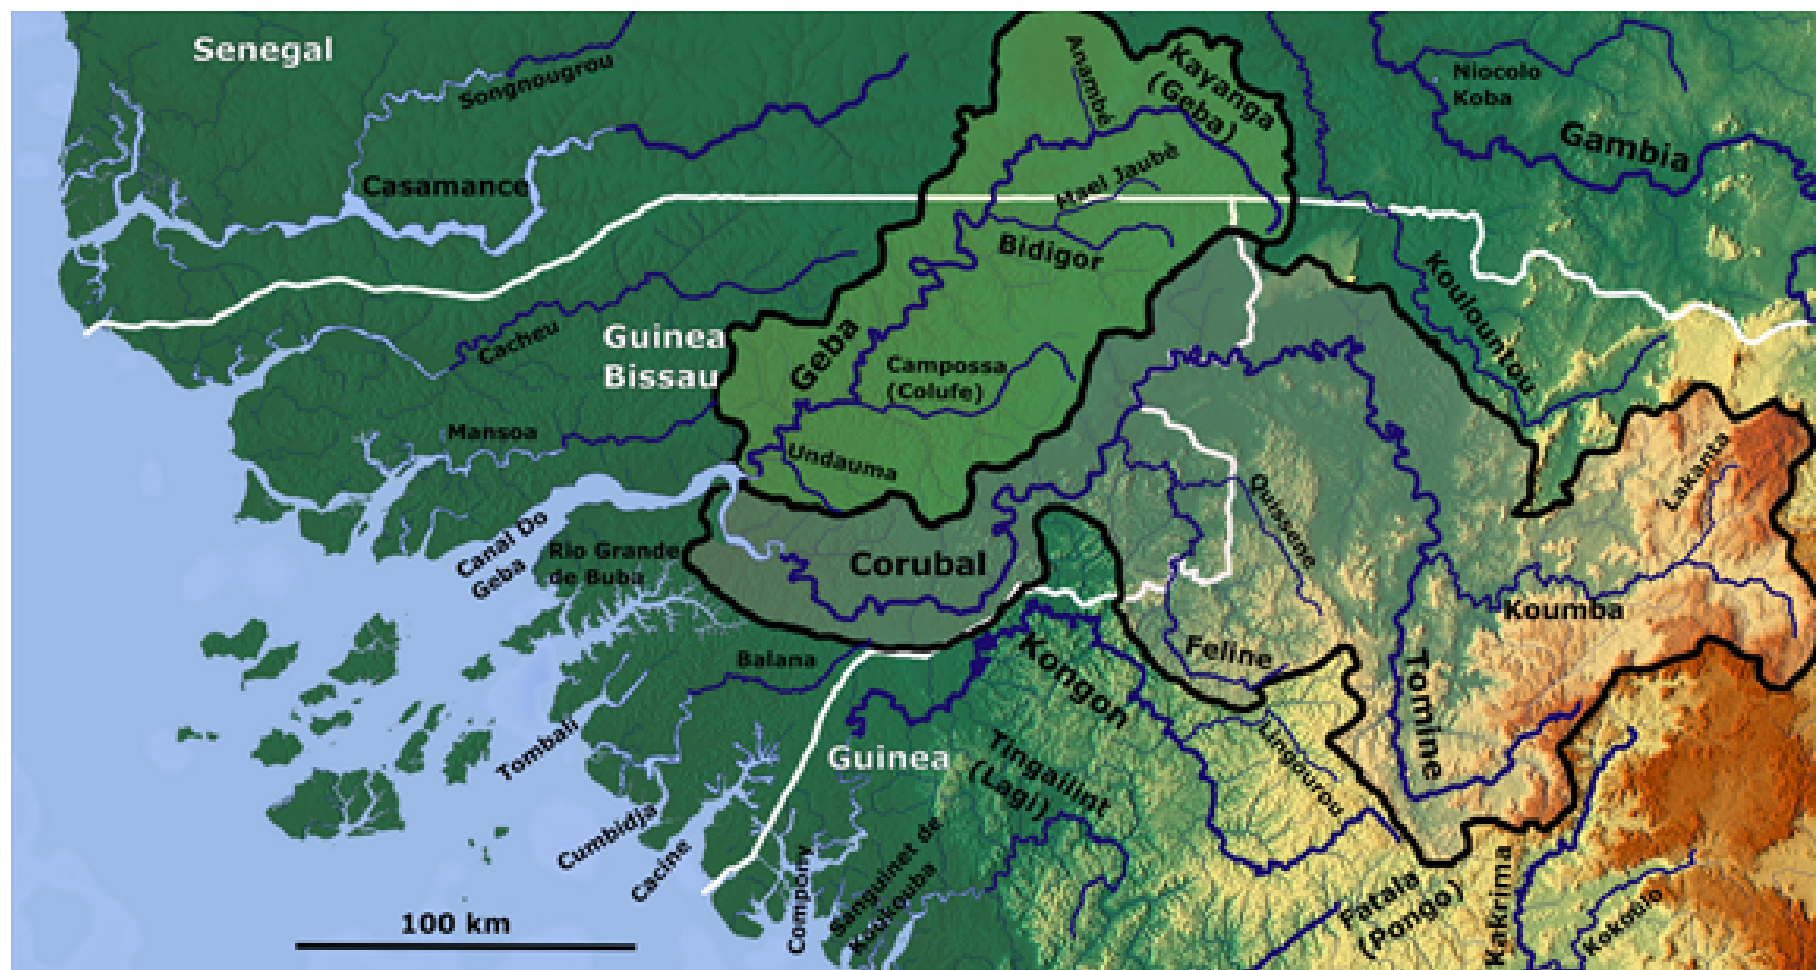 Senegal
Songnougrou
Anambé
Kayanga
(Geba)
Niocolo
Koba
Gambia
Casamance
Mael Jaubé
Bidigor
Koulountou
Guinea
Bissau
Cacheu
Geba
Campossa
(Colufe)
Mansoa
Undauma
Lakanta
Ouissene
Canal Do
Geba
Rio Grande
de Buba
Corubal
Koumba
Balana
Kongon
Feline
Tomine
Tombali
Guinea
Tingailint
(Lagi)
Lingourou
Cumbidja
Cacine
Compony
Sanguinet de
Koukouba
Fatala
(Pongo)
Kakrima
Kokoulo
100 km